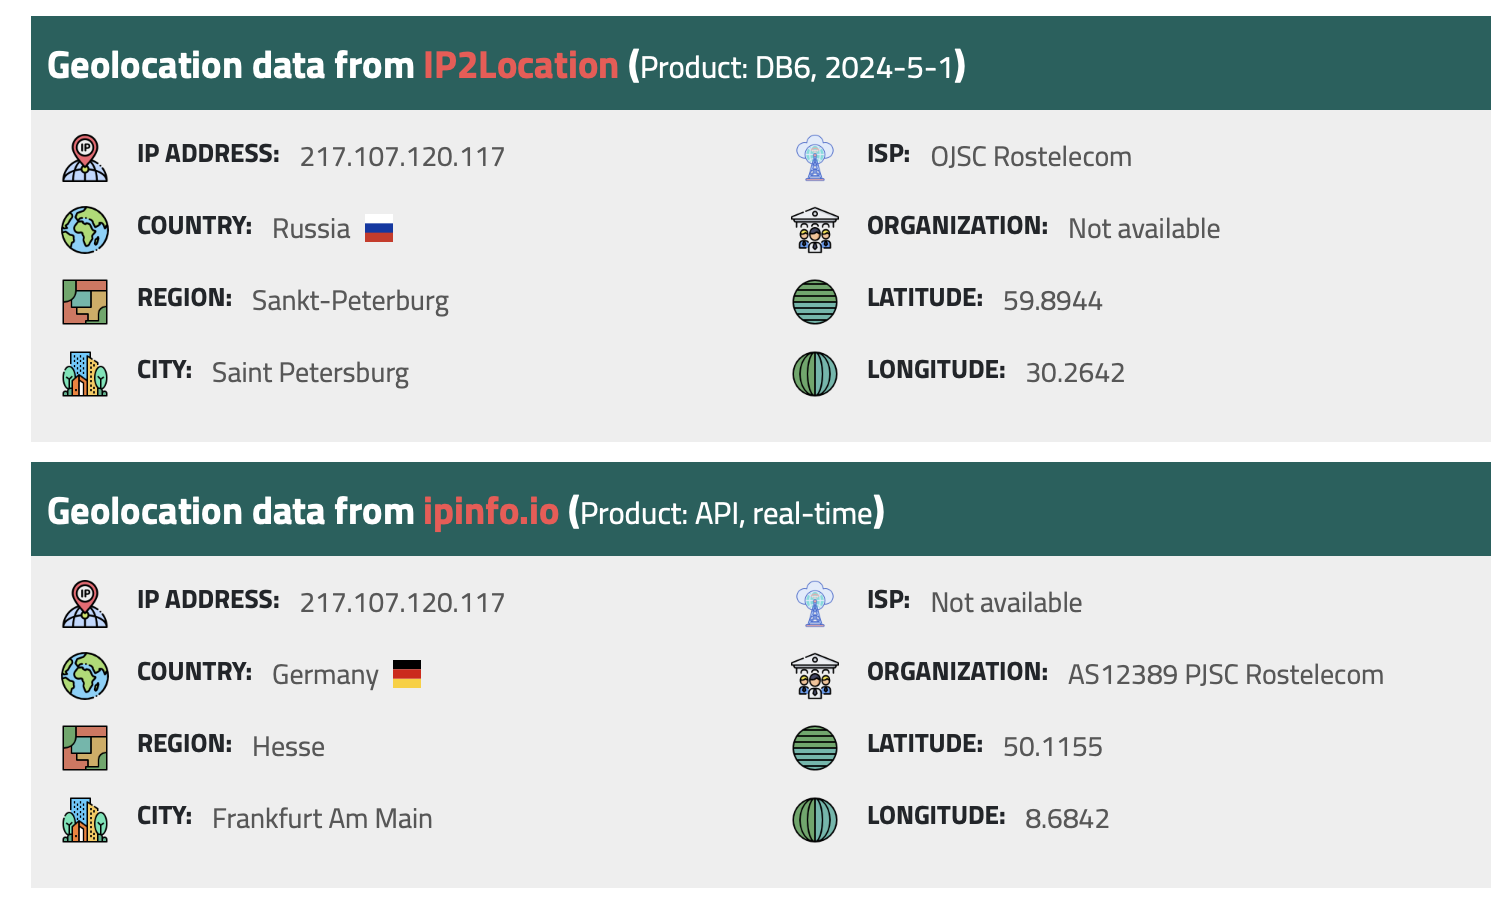 Geolocation data from IP2Location (Product: DB6, 2024-5-1)
IP
IP ADDRESS: 217.107.120.117
ISP: OJSC Rostelecom
COUNTRY: Russia
ORGANIZATION: Not available
REGION: Sankt-Peterburg
LATITUDE: 59.8944
CITY: Saint Petersburg
LONGITUDE: 30.2642
Geolocation data from ipinfo.io (Product: API, real-time)
IP
IP ADDRESS: 217.107.120.117
ISP: Not available
COUNTRY: Germany
ORGANIZATION: AS12389 PJSC Rostelecom
REGION: Hesse
LATITUDE: 50.1155
CITY: Frankfurt Am Main
LONGITUDE: 8.6842